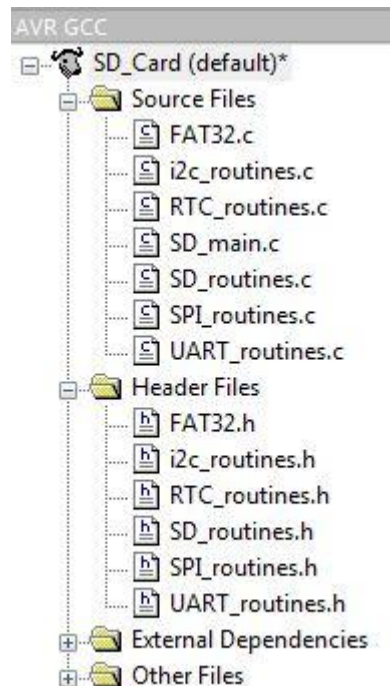 AVR GCC
SD_Card (default)*
Source Files
FAT32.c
i2c_routines.c
RTC_routines.c
SD_main.c
SD_routines.c
SPI_routines.c
UART_routines.c
Header Files
FAT32.h
i2c_routines.h
RTC_routines.h
SD_routines.h
SPI_routines.h
UART_routines.h
External Dependencies
Other Files